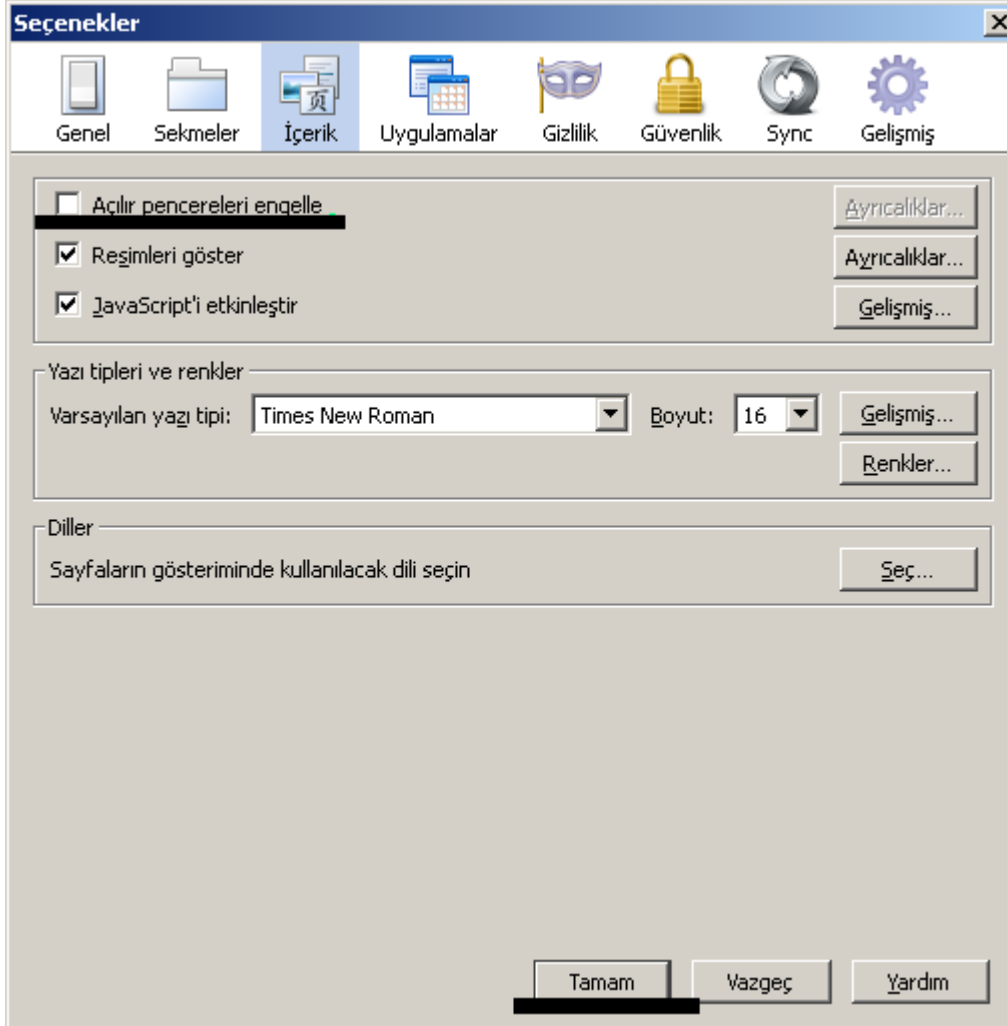 Seçenekler
Genel Sekmeler İçerik Uygulamalar Gizlilik Güvenlik Sync Gelişmiş
Açılır pencereleri engelle Ayrıcalıklar...
Resimleri göster Ayrıcalıklar...
JavaScript'i etkinleştir Gelişmiş...
Yazı tipleri ve renkler
Varsayılan yazı tipi: Times New Roman Boyut: 16 Gelişmiş...
Renkler...
Diller
Sayfaların gösteriminde kullanılacak dili seçin Seç...
Tamam Vazgeç Yardım